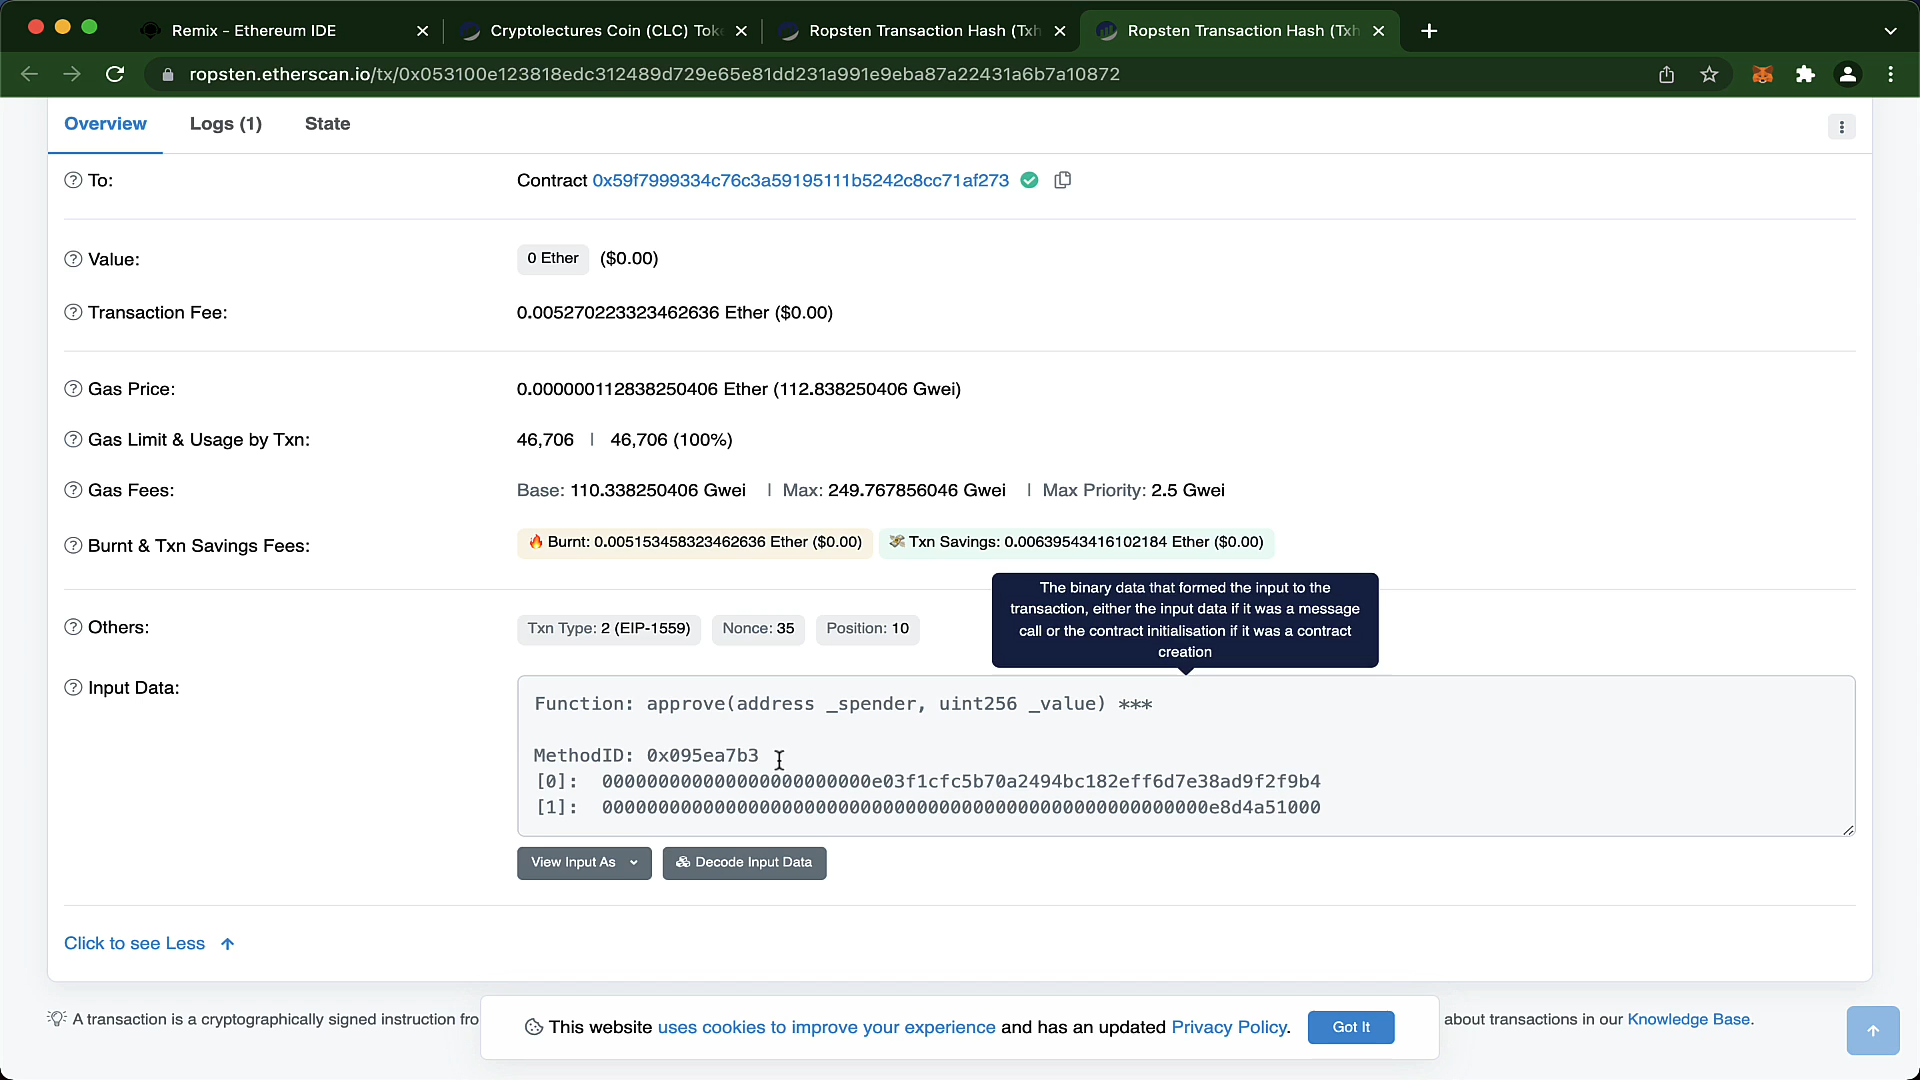 Remix - Ethereum IDE
Cryptolectures Coin (CLC) Tok
Ropsten Transaction Hash (Txh
Ropsten Transaction Hash (Txh
ropsten.etherscan.io/tx/0x053100e123818edc312489d729e65e81dd231a991e9eba87a22431a6b7a10872
Overview
Logs (1)
State
To:
Contract 0x59f7999334c76c3a59195111b5242c8cc71af273
Value:
0 Ether ($0.00)
Transaction Fee:
0.005270223323462636 Ether ($0.00)
Gas Price:
0.000000112838250406 Ether (112.838250406 Gwei)
Gas Limit & Usage by Txn:
46,706 | 46,706 (100%)
Gas Fees:
Base: 110.338250406 Gwei | Max: 249.767856046 Gwei | Max Priority: 2.5 Gwei
Burnt & Txn Savings Fees:
Burnt: 0.005153458323462636 Ether ($0.00)
Txn Savings: 0.00639543416102184 Ether ($0.00)
The binary data that formed the input to the
transaction, either the input data if it was a message
call or the contract initialisation if it was a contract
creation
Others:
Txn Type: 2 (EIP-1559)
Nonce: 35
Position: 10
Input Data:
Function: approve(address _spender, uint256 _value) ***
MethodID: 0x095ea7b3
[0]: 000000000000000000000000e03f1cfc5b70a2494bc182eff6d7e38ad9f2f9b4
[1]: 000000000000000000000000000000000000000000000000000000e8d4a51000
View Input As
Decode Input Data
Click to see Less
A transaction is a cryptographically signed instruction fro
This website uses cookies to improve your experience and has an updated Privacy Policy.
Got It
about transactions in our Knowledge Base.